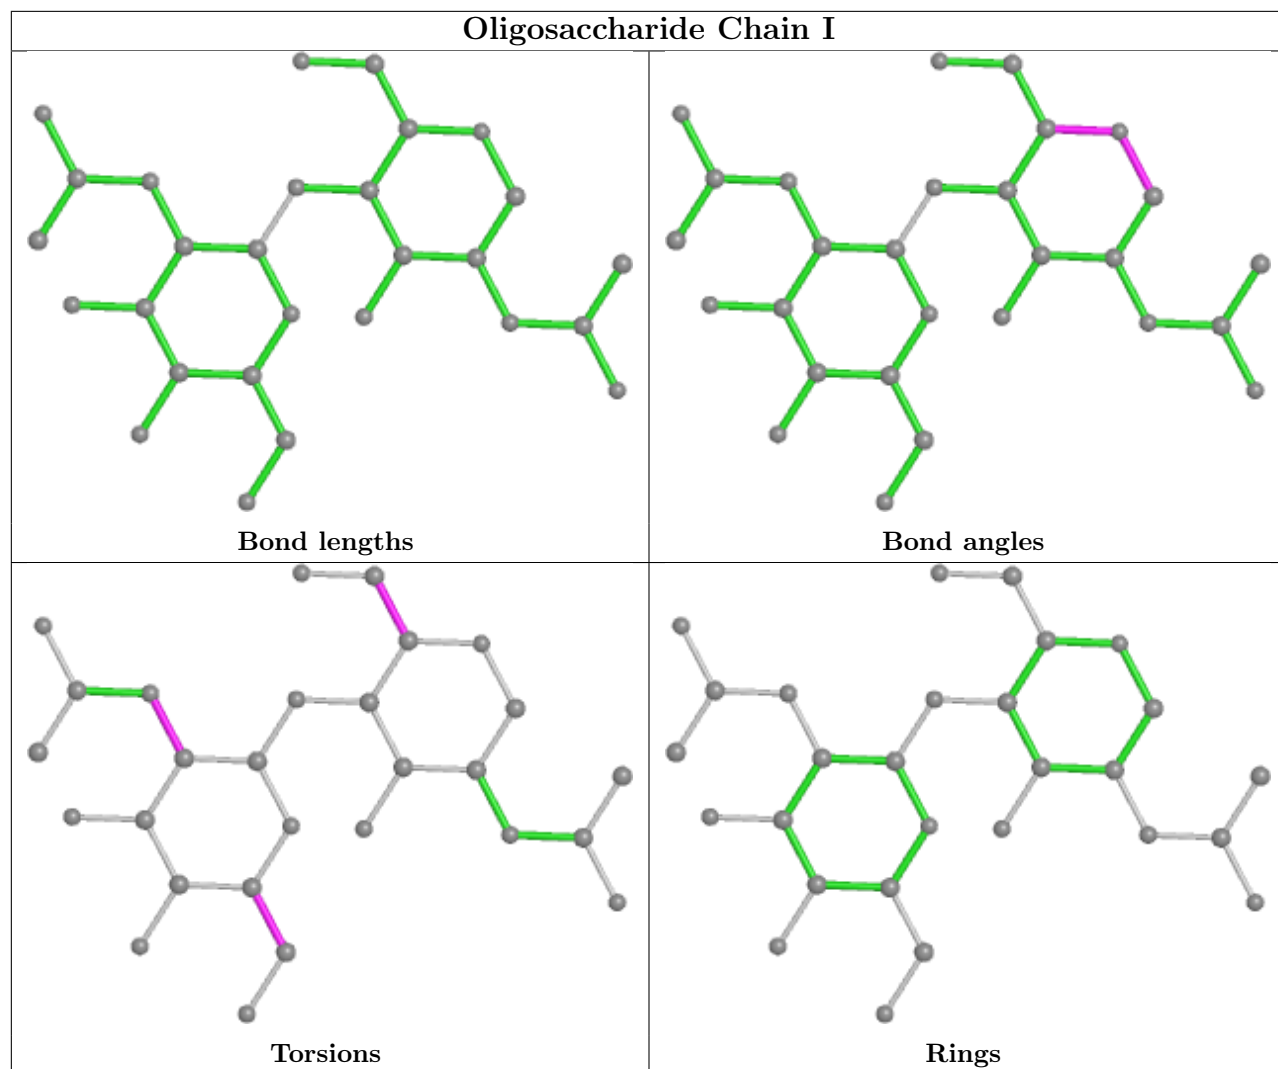 Oligosaccharide Chain I
Bond lengths
Bond angles
Torsions
Rings